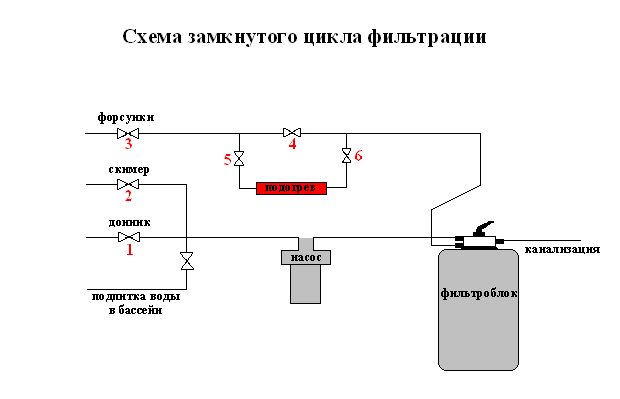 Схема замкнутого цикла фильтрации
форсунки
3
4
5
6
скимер
2
подогрев
донник
1
насос
канализация
фильтроблок
подпитка воды
в бассейн